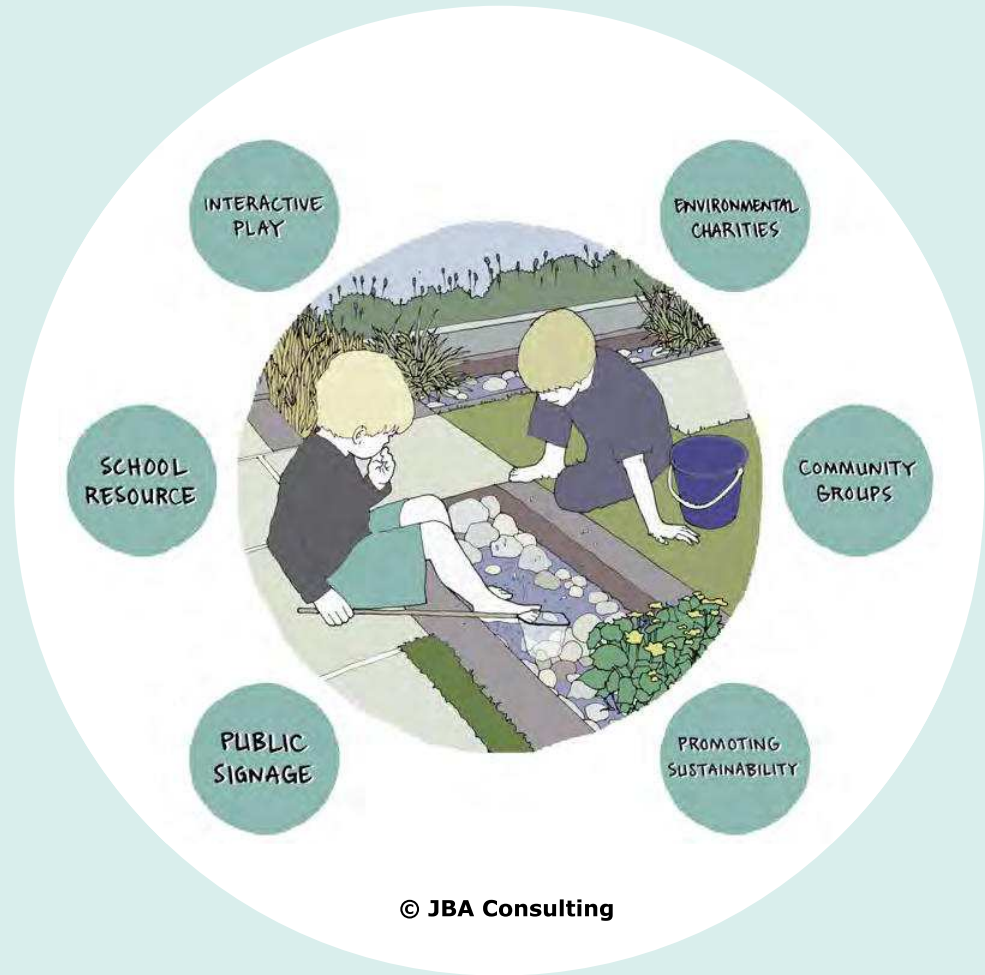 INTERACTIVE
PLAY
ENVIRONMENTAL
CHARITIES
SCHOOL
RESOURCE
COMMUNITY
GROUPS
PUBLIC
SIGNAGE
PROMOTING
SUSTAINABILITY
© JBA Consulting